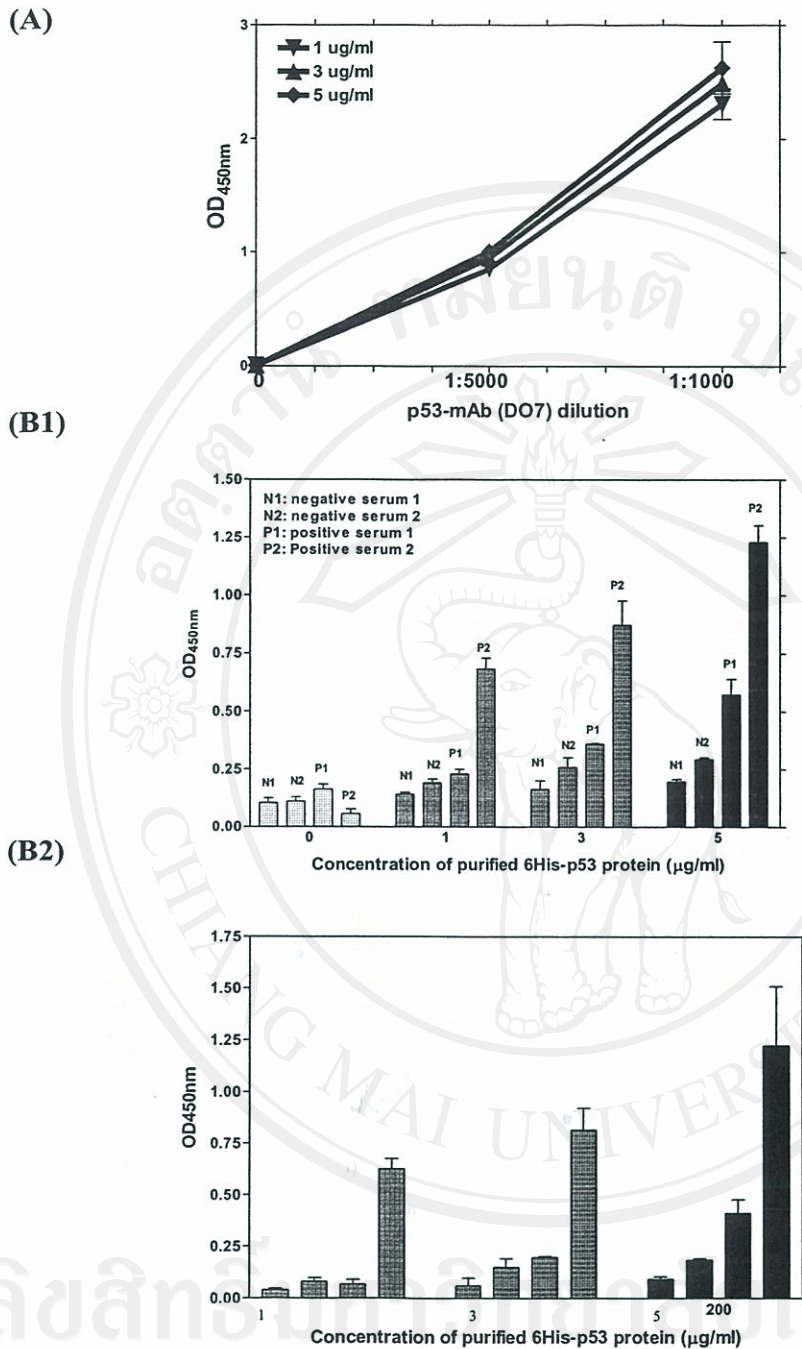 (A)
3
2
1
0
OD450nm
1 ug/ml
3 ug/ml
5 ug/ml
0
1:5000
1:1000
p53-mAb (DO7) dilution
(B1)
1.50
1.25
1.00
0.75
0.50
0.25
0.00
OD450nm
N1: negative serum 1
N2: negative serum 2
P1: positive serum 1
P2: Positive serum 2
N1 N2 P1 P2
N1 N2 P1 P2
N1 N2 P1 P2
N1 N2 P1 P2
0 1 3 5
Concentration of purified 6His-p53 protein (μg/ml)
(B2)
1.75
1.50
1.25
1.00
0.75
0.50
0.25
0.00
OD450nm
1 3 5 200
Concentration of purified 6His-p53 protein (μg/ml)
CHIANG MAI